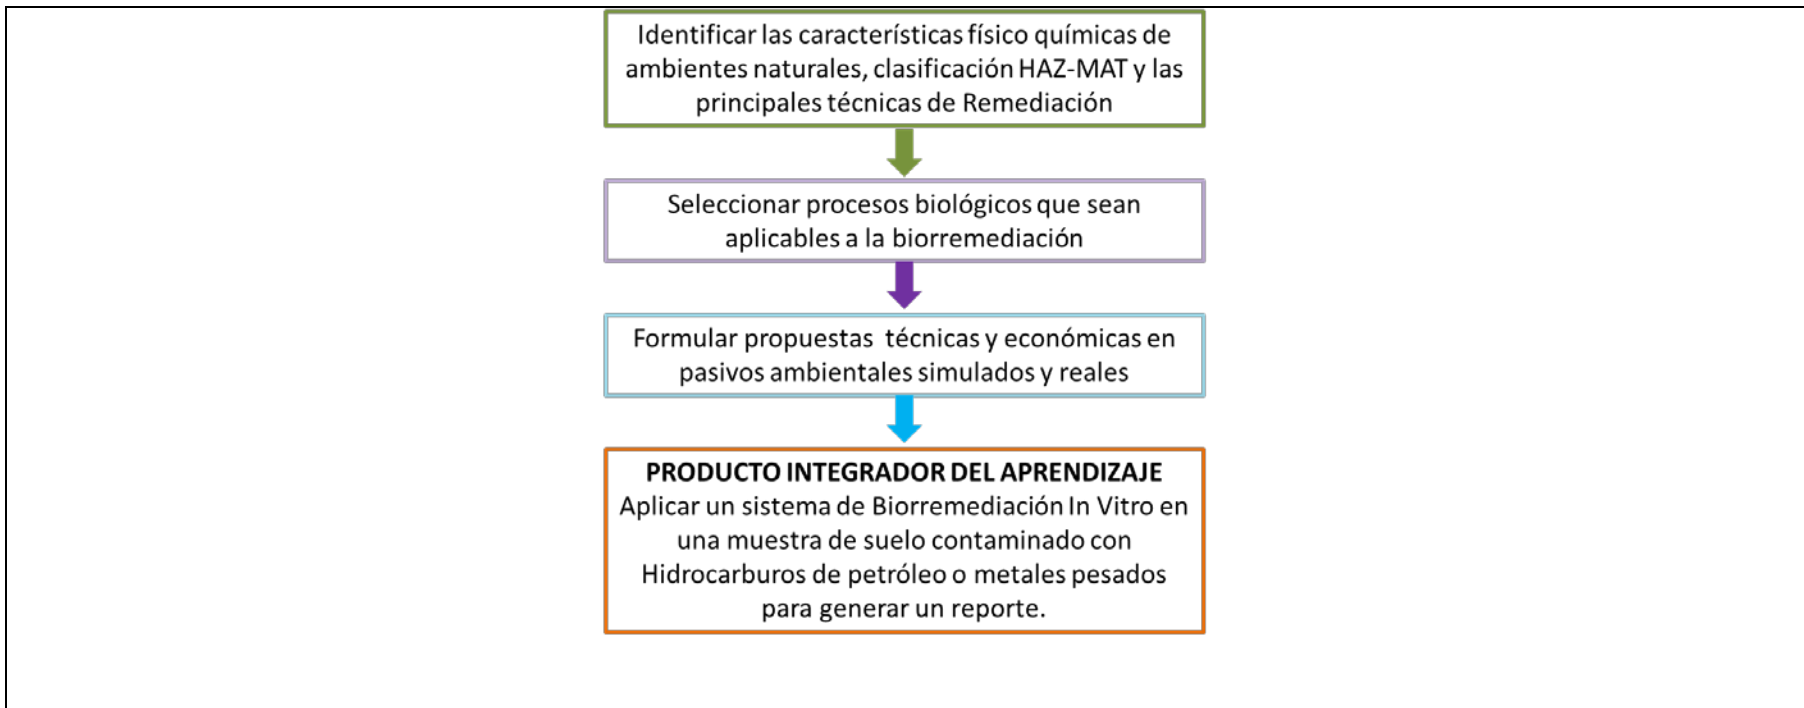 Identificar las características físico químicas de
ambientes naturales, clasificación HAZ-MAT y las
principales técnicas de Remediación
Seleccionar procesos biológicos que sean
aplicables a la biorremediación
Formular propuestas técnicas y económicas en
pasivos ambientales simulados y reales
PRODUCTO INTEGRADOR DEL APRENDIZAJE
Aplicar un sistema de Biorremediación In Vitro en
una muestra de suelo contaminado con
Hidrocarburos de petróleo o metales pesados
para generar un reporte.